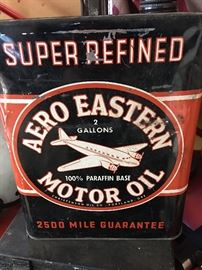 SUPER REFINED
AERO EASTERN
2
GALLONS
100% PARAFFIN BASE
MOTOR OIL
2500 MILE GUARANTEE